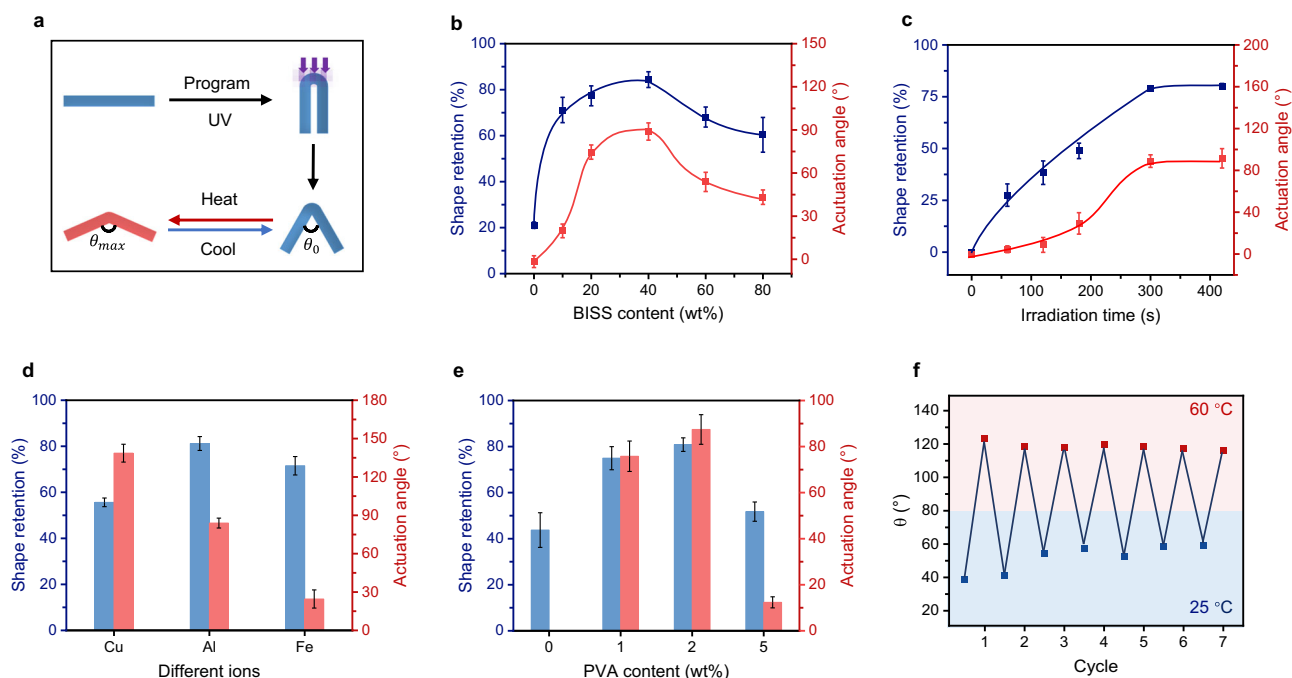 a
Program
UV
Heat
Cool
θmax
θ0
b
Shape retention (%)
100
80
60
40
20
0
Acutuation angle (°)
150
120
90
60
30
0
0 20 40 60 80
BISS content (wt%)
c
Shape retention (%)
100
75
50
25
0
Actuation angle (°)
200
160
120
80
40
0
0 100 200 300 400
Irradiation time (s)
d
Shape retention (%)
100
80
60
40
20
0
Actuation angle (°)
180
150
120
90
60
30
0
Cu Al Fe
Different ions
e
Shape retention (%)
100
80
60
40
20
0
Actuation angle (°)
100
80
60
40
20
0
0 1 2 5
PVA content (wt%)
f
θ (°)
140
120
100
80
60
40
20
60 °C
25 °C
1 2 3 4 5 6 7
Cycle